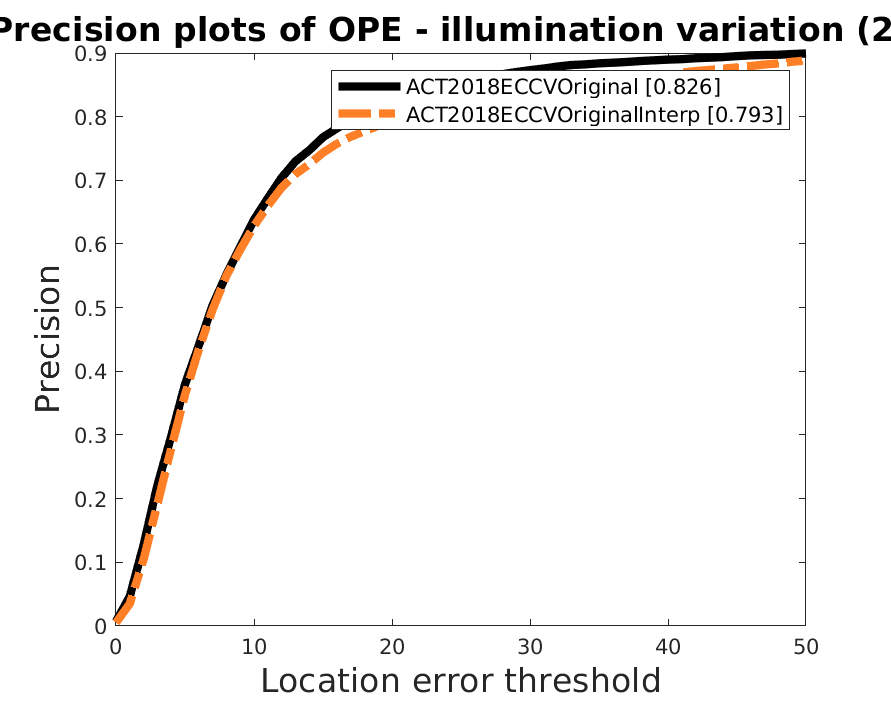 Precision plots of OPE - illumination variation (2
0.9
0.8
0.7
0.6
0.5
0.4
0.3
0.2
0.1
0
ACT2018ECCVOriginal [0.826]
ACT2018ECCVOriginalInterp [0.793]
Precision
0 10 20 30 40 50
Location error threshold